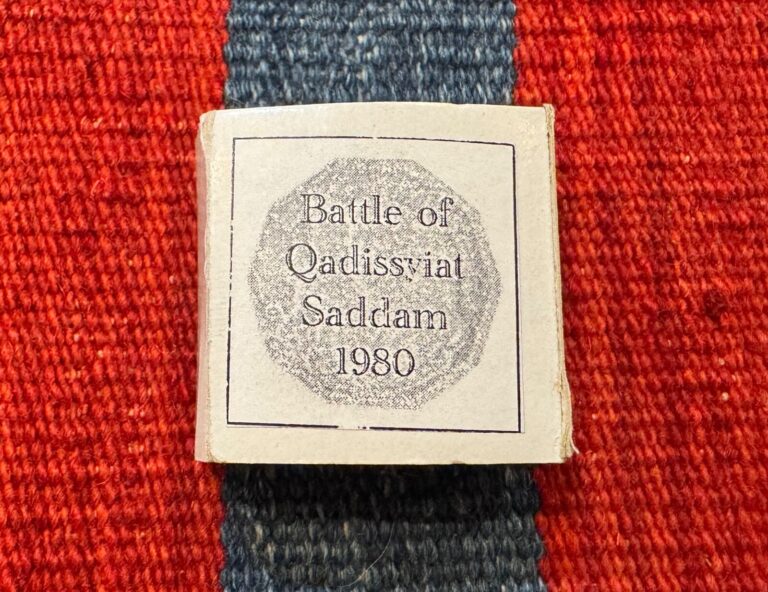 Battle of
Qadissyiat
Saddam
1980